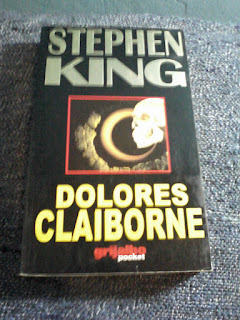 STEPHEN
KING
DOLORES
CLAIBORNE
grijalbo
pocket